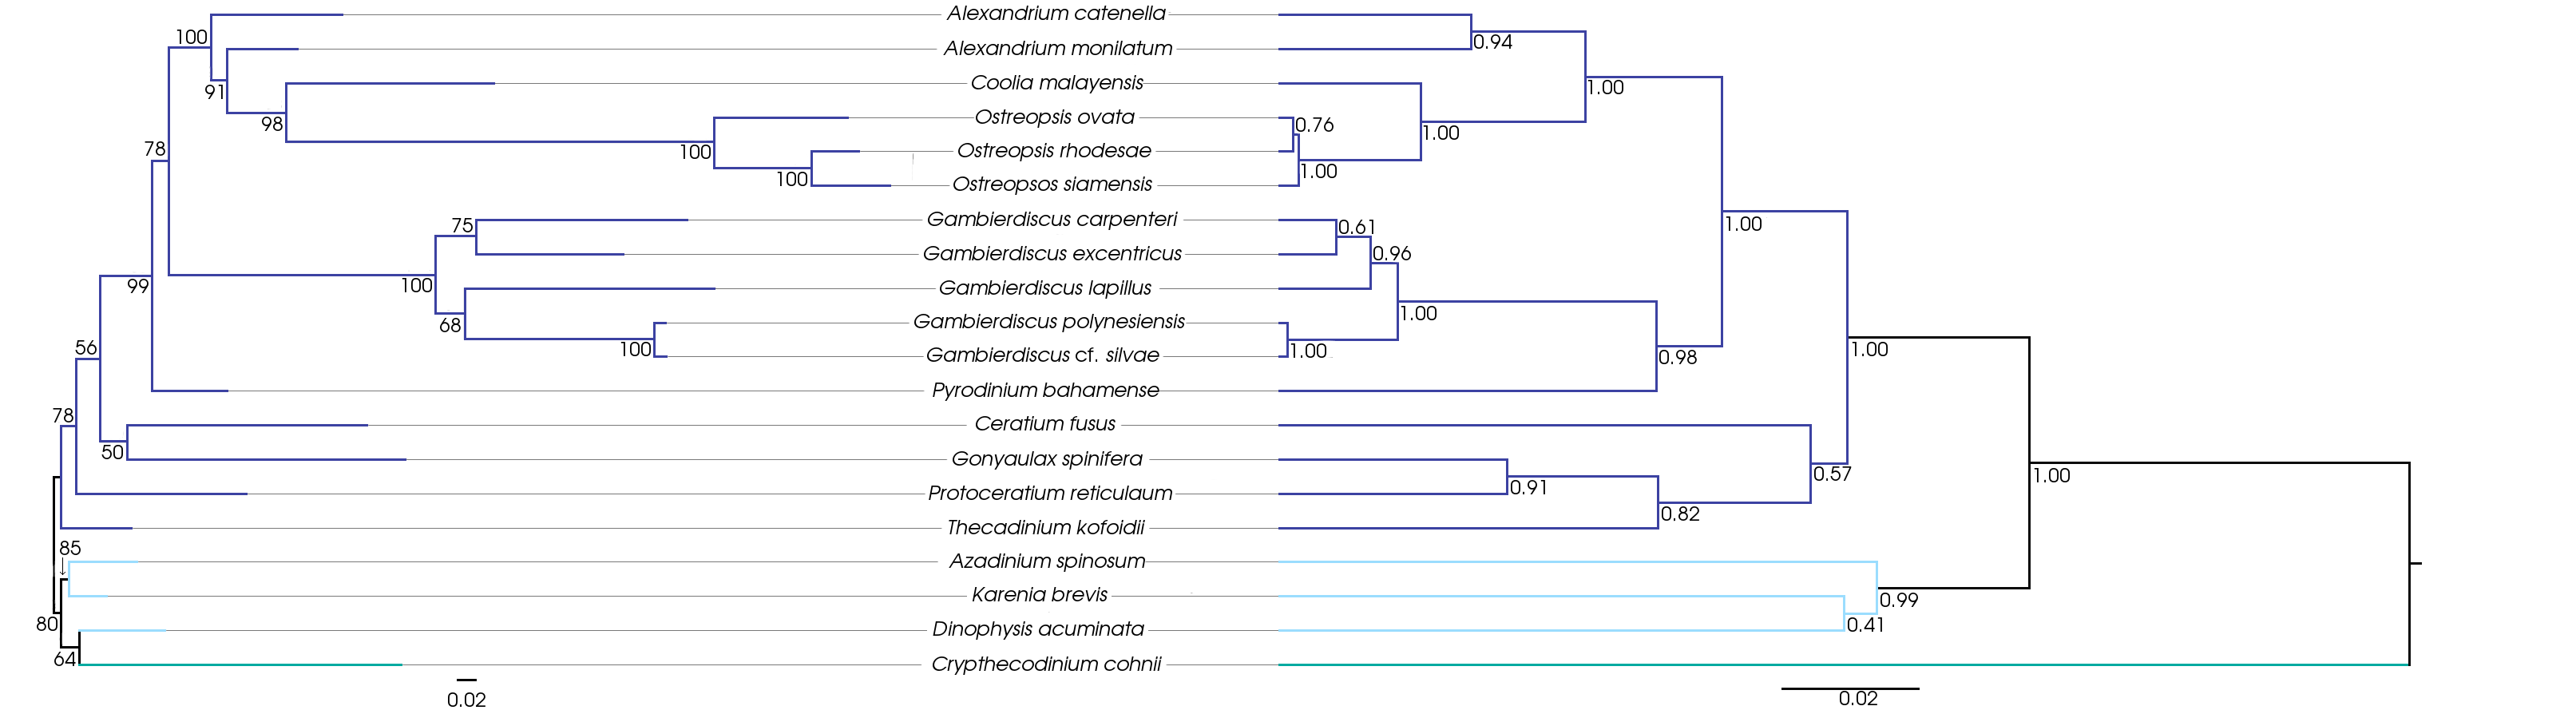 Alexandrium catenella
100
0.94
Alexandrium monilatum
91
1.00
Coolia malayensis
98
Ostreopsis ovata
0.76
1.00
78
100
Ostreopsis rhodesae
1.00
100
Ostreopsos siamensis
75
Gambierdiscus carpenteri
0.61
1.00
Gambierdiscus excentricus
0.96
99
100
Gambierdiscus lapillus
68
Gambierdiscus polynesiensis
1.00
56
100
Gambierdiscus cf. silvae
1.00
0.98
1.00
Pyrodinium bahamense
78
Ceratium fusus
50
Gonyaulax spinifera
0.57
1.00
Protoceratium reticulaum
0.91
0.82
Thecadinium kofoidii
85
Azadinium spinosum
Karenia brevis
0.99
80
Dinophysis acuminata
0.41
64
Crypthecodinium cohnii
0.02
0.02